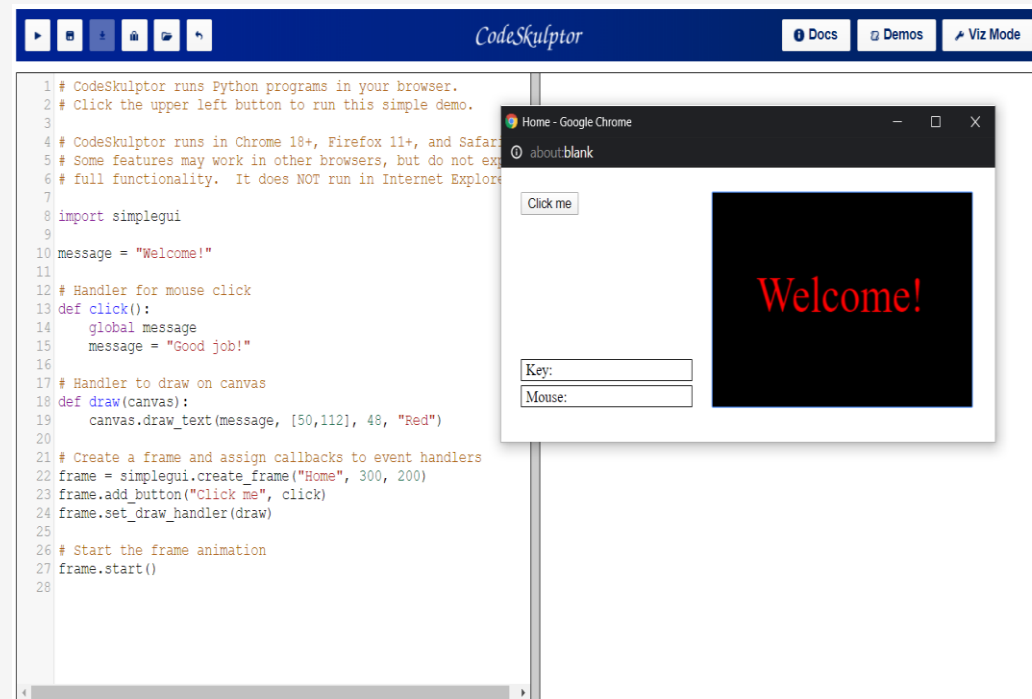 CodeSkulptor
Docs
Demos
Viz Mode
1 # CodeSkulptor runs Python programs in your browser.
2 # Click the upper left button to run this simple demo.
3
4 # CodeSkulptor runs in Chrome 18+, Firefox 11+, and Safar
5 # Some features may work in other browsers, but do not exp
6 # full functionality.  It does NOT run in Internet Explore
7
8 import simplegui
9
10 message = "Welcome!"
11
12 # Handler for mouse click
13 def click():
14     global message
15     message = "Good job!"
16
17 # Handler to draw on canvas
18 def draw(canvas):
19     canvas.draw_text(message, [50,112], 48, "Red")
20
21 # Create a frame and assign callbacks to event handlers
22 frame = simplegui.create_frame("Home", 300, 200)
23 frame.add_button("Click me", click)
24 frame.set_draw_handler(draw)
25
26 # Start the frame animation
27 frame.start()
28
Home - Google Chrome
about:blank
Click me
Welcome!
Key:
Mouse: